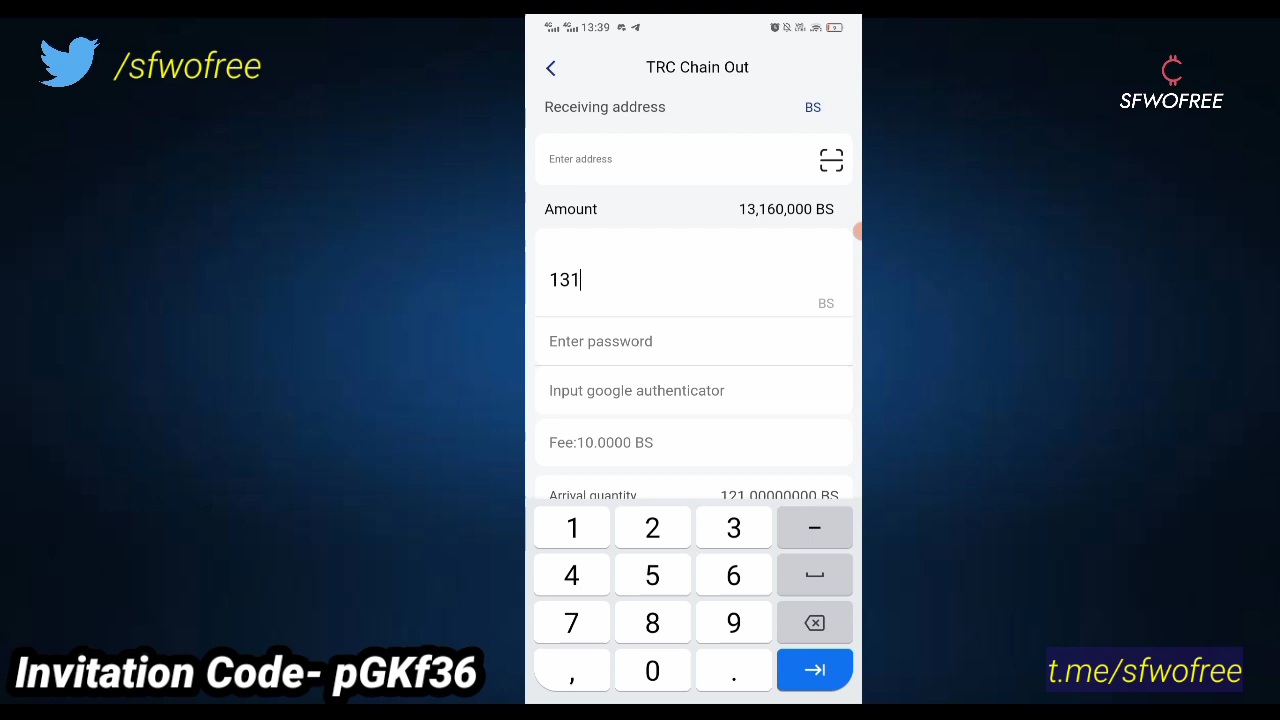 /sfwofree
SFWOFREE
13:39
TRC Chain Out
Receiving address BS
Enter address
Amount 13,160,000 BS
131
BS
Enter password
Input google authenticator
Fee:10.0000 BS
Arrival quantity 121.00000000 BS
1 2 3 -
4 5 6
7 8 9
, 0 .
Invitation Code- pGKf36
t.me/sfwofree